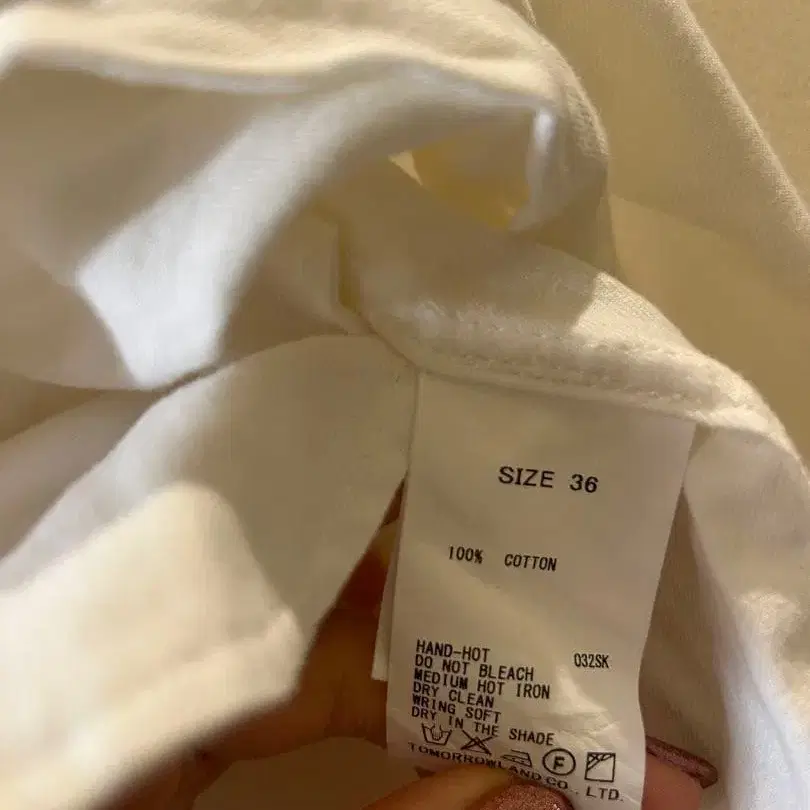 SIZE 36
100% COTTON
HAND-HOT 032SK
DO NOT BLEACH
MEDIUM HOT IRON
DRY CLEAN
WRING SOFT
DRY IN THE SHADE
F
TOMORROWLAND CO., LTD.